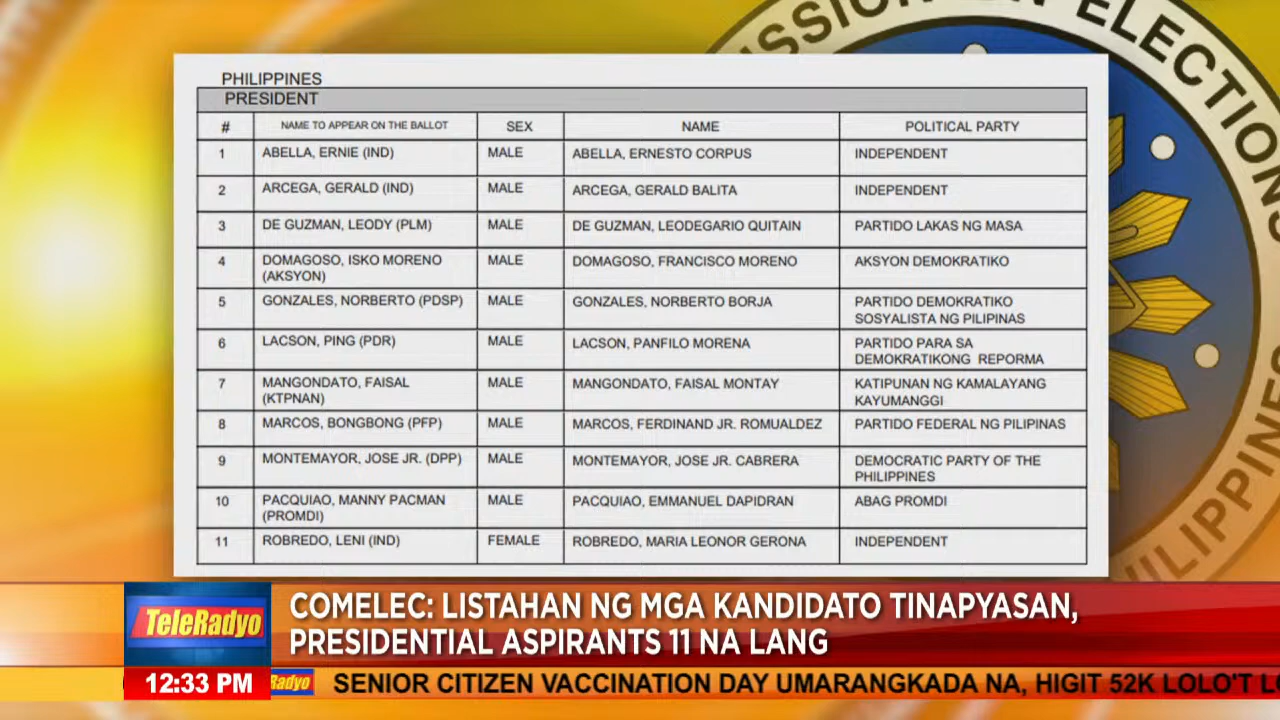 MISSION ON ELECTIONS
PHILIPPINES
PHILIPPINES
PRESIDENT
# NAME TO APPEAR ON THE BALLOT SEX NAME POLITICAL PARTY
1 ABELLA, ERNIE (IND) MALE ABELLA, ERNESTO CORPUS INDEPENDENT
2 ARCEGA, GERALD (IND) MALE ARCEGA, GERALD BALITA INDEPENDENT
3 DE GUZMAN, LEODY (PLM) MALE DE GUZMAN, LEODEGARIO QUITAIN PARTIDO LAKAS NG MASA
4 DOMAGOSO, ISKO MORENO MALE DOMAGOSO, FRANCISCO MORENO AKSYON DEMOKRATIKO
(AKSYON)
5 GONZALES, NORBERTO (PDSP) MALE GONZALES, NORBERTO BORJA PARTIDO DEMOKRATIKO
SOSYALISTA NG PILIPINAS
6 LACSON, PING (PDR) MALE LACSON, PANFILO MORENA PARTIDO PARA SA
DEMOKRATIKONG REPORMA
7 MANGONDATO, FAISAL MALE MANGONDATO, FAISAL MONTAY KATIPUNAN NG KAMALAYANG
(KTPNAN) KAYUMANGGI
8 MARCOS, BONGBONG (PFP) MALE MARCOS, FERDINAND JR. ROMUALDEZ PARTIDO FEDERAL NG PILIPINAS
9 MONTEMAYOR, JOSE JR. (DPP) MALE MONTEMAYOR, JOSE JR. CABRERA DEMOCRATIC PARTY OF THE
PHILIPPINES
10 PACQUIAO, MANNY PACMAN MALE PACQUIAO, EMMANUEL DAPIDRAN ABAG PROMDI
(PROMDI)
11 ROBREDO, LENI (IND) FEMALE ROBREDO, MARIA LEONOR GERONA INDEPENDENT
TeleRadyo
COMELEC: LISTAHAN NG MGA KANDIDATO TINAPYASAN,
PRESIDENTIAL ASPIRANTS 11 NA LANG
12:33 PM Radyo SENIOR CITIZEN VACCINATION DAY UMARANGKADA NA, HIGIT 52K LOLO'T LO